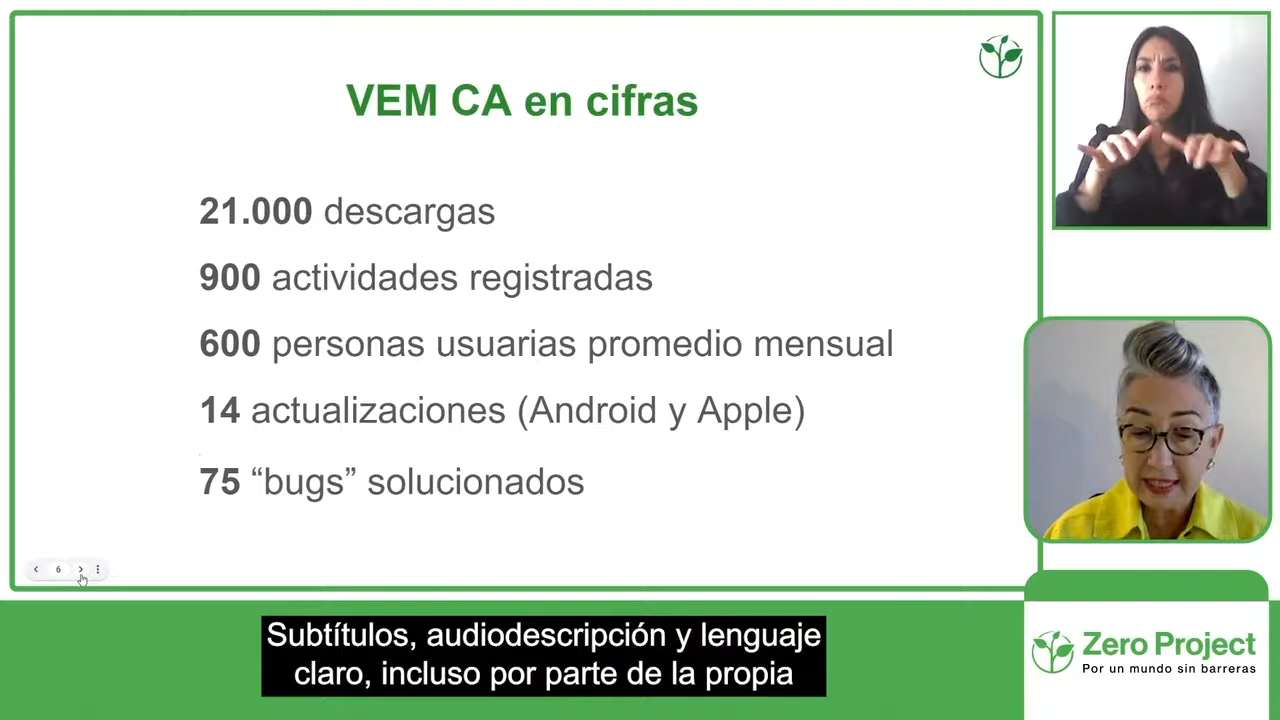 VEM CA en cifras
21.000 descargas
900 actividades registradas
600 personas usuarias promedio mensual
14 actualizaciones (Android y Apple)
75 “bugs” solucionados
6
Subtítulos, audiodescripción y lenguaje
claro, incluso por parte de la propia
Zero Project
Por un mundo sin barreras